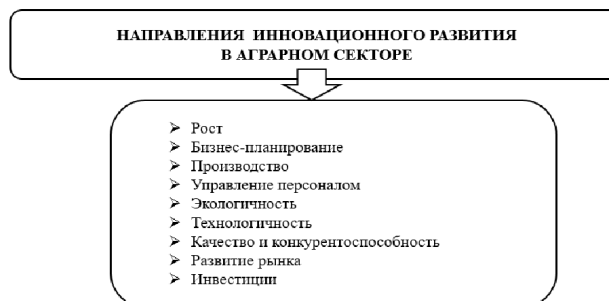 НАПРАВЛЕНИЯ ИННОВАЦИОННОГО РАЗВИТИЯ
В АГРАРНОМ СЕКТОРЕ
➢ Рост
➢ Бизнес-планирование
➢ Производство
➢ Управление персоналом
➢ Экологичность
➢ Технологичность
➢ Качество и конкурентоспособность
➢ Развитие рынка
➢ Инвестиции